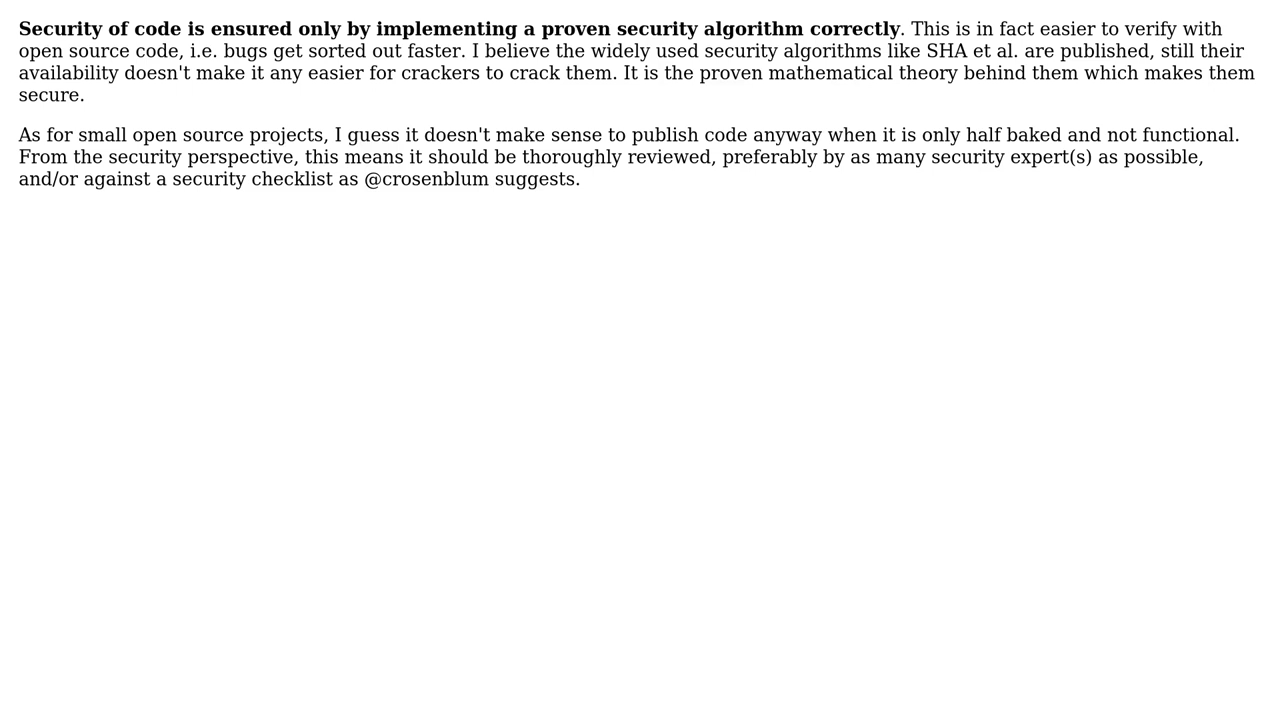 Security of code is ensured only by implementing a proven security algorithm correctly. This is in fact easier to verify with
open source code, i.e. bugs get sorted out faster. I believe the widely used security algorithms like SHA et al. are published, still their
availability doesn't make it any easier for crackers to crack them. It is the proven mathematical theory behind them which makes them
secure.
As for small open source projects, I guess it doesn't make sense to publish code anyway when it is only half baked and not functional.
From the security perspective, this means it should be thoroughly reviewed, preferably by as many security expert(s) as possible,
and/or against a security checklist as @crosenblum suggests.